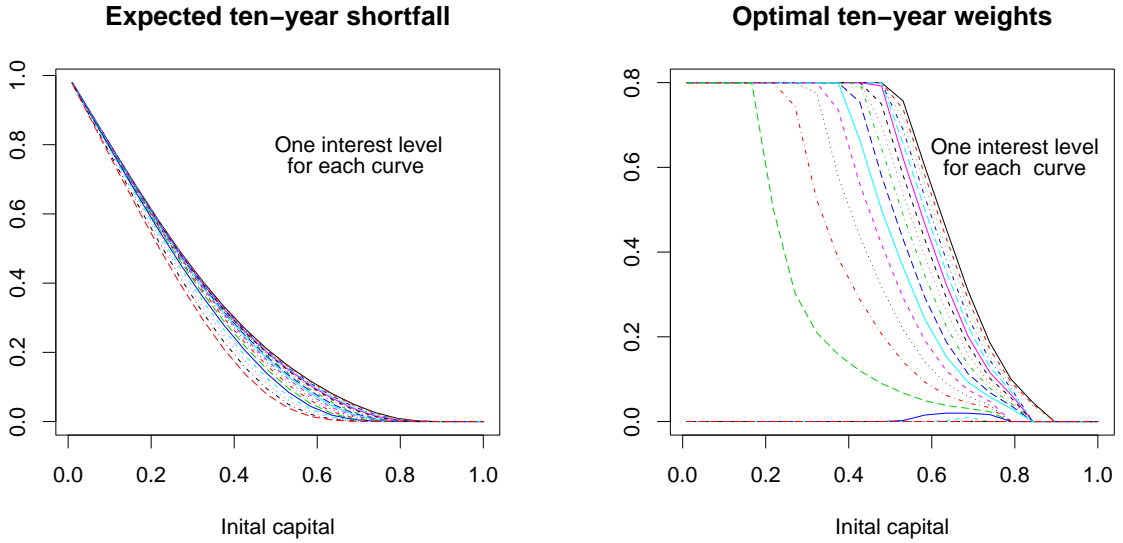 Expected ten−year shortfall
1.0
0.8
0.6
0.4
0.2
0.0
One interest level
for each curve
0.0 0.2 0.4 0.6 0.8 1.0
Inital capital
Optimal ten−year weights
0.8
0.6
0.4
0.2
0.0
One interest level
for each curve
0.0 0.2 0.4 0.6 0.8 1.0
Inital capital